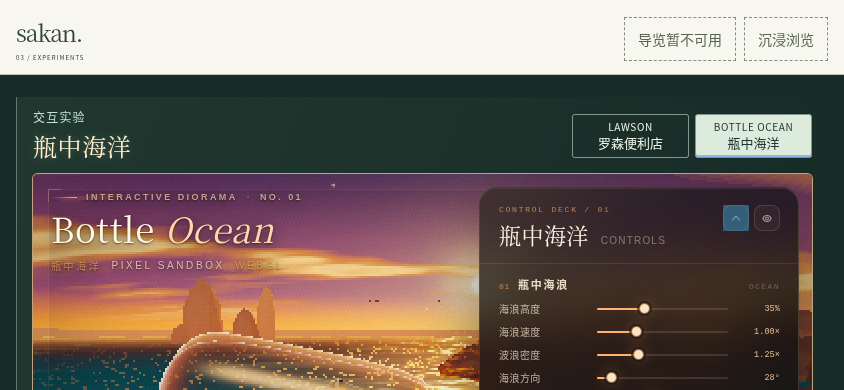 sakan.
03 / EXPERIMENTS
导览暂不可用
沉浸浏览
交互实验
瓶中海洋
LAWSON
罗森便利店
BOTTLE OCEAN
瓶中海洋
INTERACTIVE DIORAMA · NO. 01
Bottle Ocean
瓶中海洋 PIXEL SANDBOX WEBGL
CONTROL DECK / 01
瓶中海洋 CONTROLS
01 瓶中海浪 OCEAN
海浪高度 35%
海浪速度 1.00×
波浪密度 1.25×
海浪方向 28°